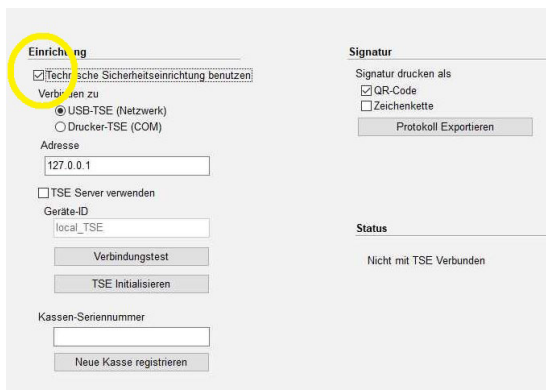 Einrichtung
Technische Sicherheitseinrichtung benutzen
Verbinden zu
USB-TSE (Netzwerk)
Drucker-TSE (COM)
Adresse
127.0.0.1
TSE Server verwenden
Geräte-ID
local_TSE
Verbindungstest
TSE Initialisieren
Kassen-Seriennummer
Neue Kasse registrieren
Signatur
Signatur drucken als
QR-Code
Zeichenkette
Protokoll Exportieren
Status
Nicht mit TSE Verbunden